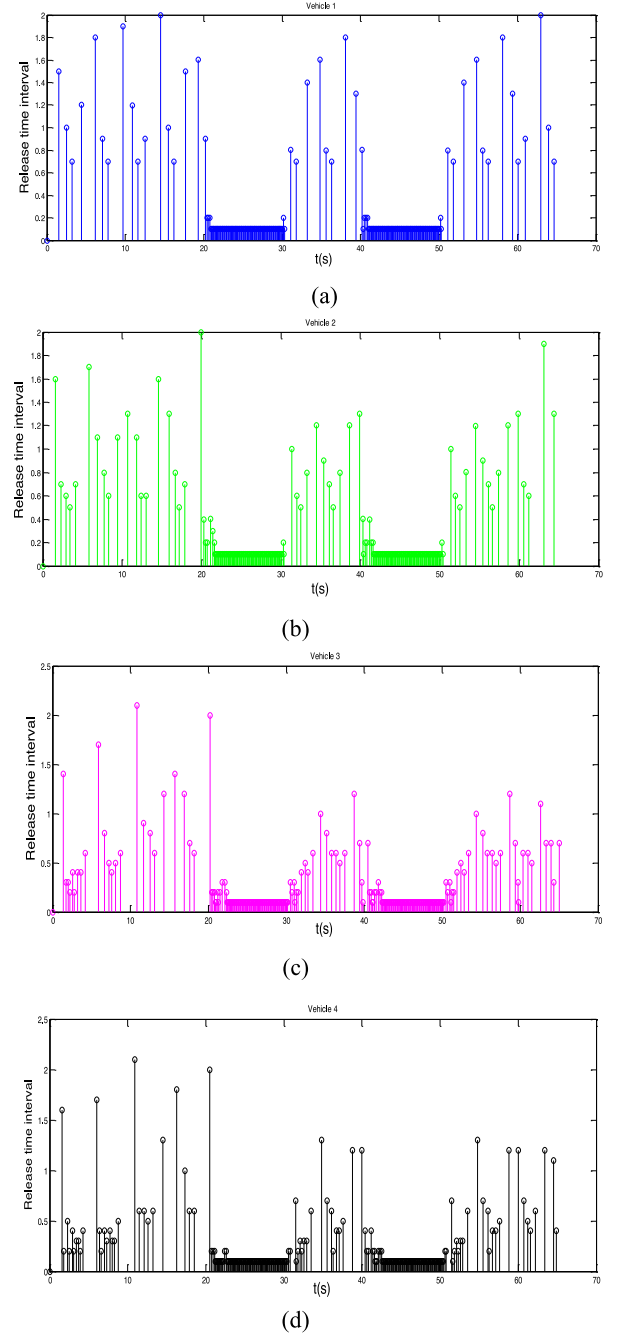 Vehicle 1
Release time interval
2
1.8
1.6
1.4
1.2
1
0.8
0.6
0.4
0.2
0
0 10 20 30 40 50 60 70
t(s)
(a)
Vehicle 2
Release time interval
2
1.8
1.6
1.4
1.2
1
0.8
0.6
0.4
0.2
0
0 10 20 30 40 50 60 70
t(s)
(b)
Vehicle 3
Release time interval
2.5
2
1.5
1
0.5
0
0 10 20 30 40 50 60 70
t(s)
(c)
Vehicle 4
Release time interval
2.5
2
1.5
1
0.5
0
0 10 20 30 40 50 60 70
t(s)
(d)